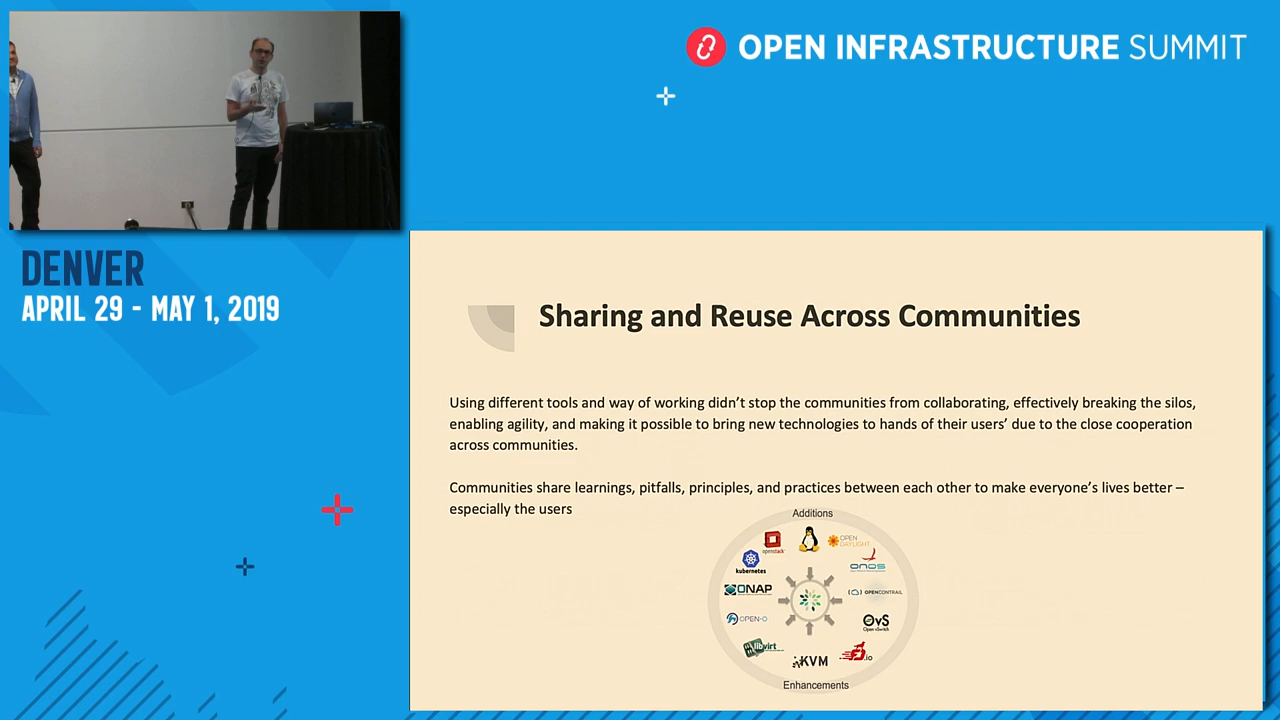 OPEN INFRASTRUCTURE SUMMIT
DENVER
APRIL 29 - MAY 1, 2019
Sharing and Reuse Across Communities
Using different tools and way of working didn't stop the communities from collaborating, effectively breaking the silos,
enabling agility, and making it possible to bring new technologies to hands of their users' due to the close cooperation
across communities.
Communities share learnings, pitfalls, principles, and practices between each other to make everyone's lives better –
especially the users
Additions
openstack
OPEN
DAYLIGHT
kubernetes
onos
ONAP
OPENCONTRAIL
OPEN-O
OvS
Open vSwitch
libvirt
KVM
.io
Enhancements